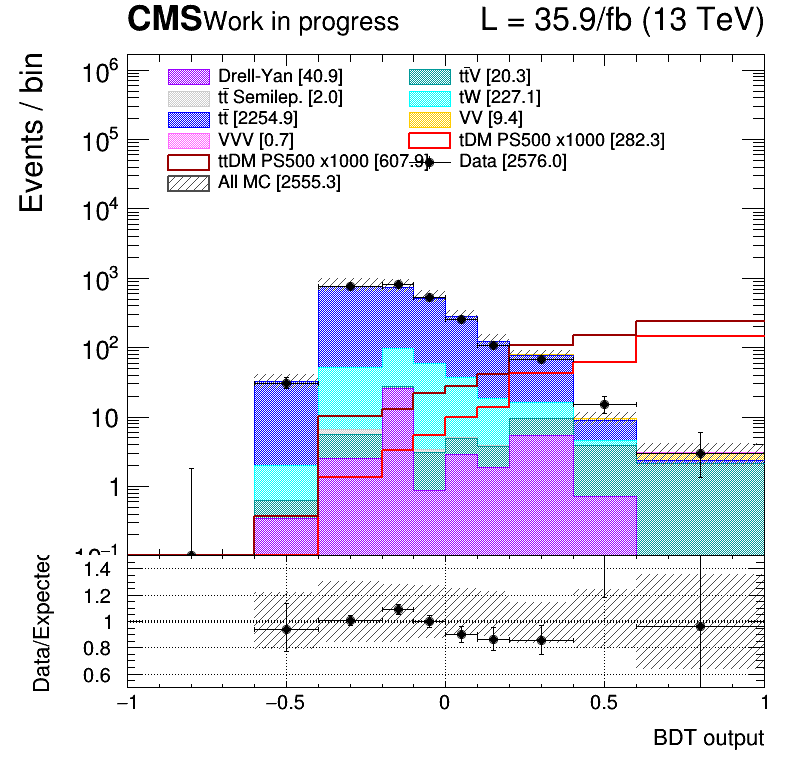 CMS Work in progress L = 35.9/fb (13 TeV)
Events / bin
10⁶
10⁵
10⁴
10³
10²
10
1
10⁻¹
Drell-Yan [40.9]
tt̄V [20.3]
tt̄ Semilep. [2.0]
tW [227.1]
tt̄ [2254.9]
VV [9.4]
VVV [0.7]
tDM PS500 x1000 [282.3]
ttDM PS500 x1000 [607.9]
Data [2576.0]
All MC [2555.3]
Data/Expected
1.4
1.2
1
0.8
0.6
−1 −0.5 0 0.5 1
BDT output